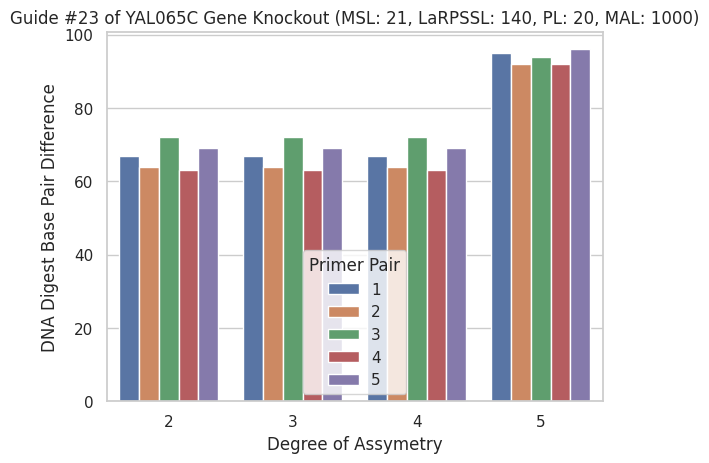 Guide #23 of YAL065C Gene Knockout (MSL: 21, LaRPSSL: 140, PL: 20, MAL: 1000)
DNA Digest Base Pair Difference
100
80
60
40
20
0
Primer Pair
1
2
3
4
5
2 3 4 5
Degree of Assymetry